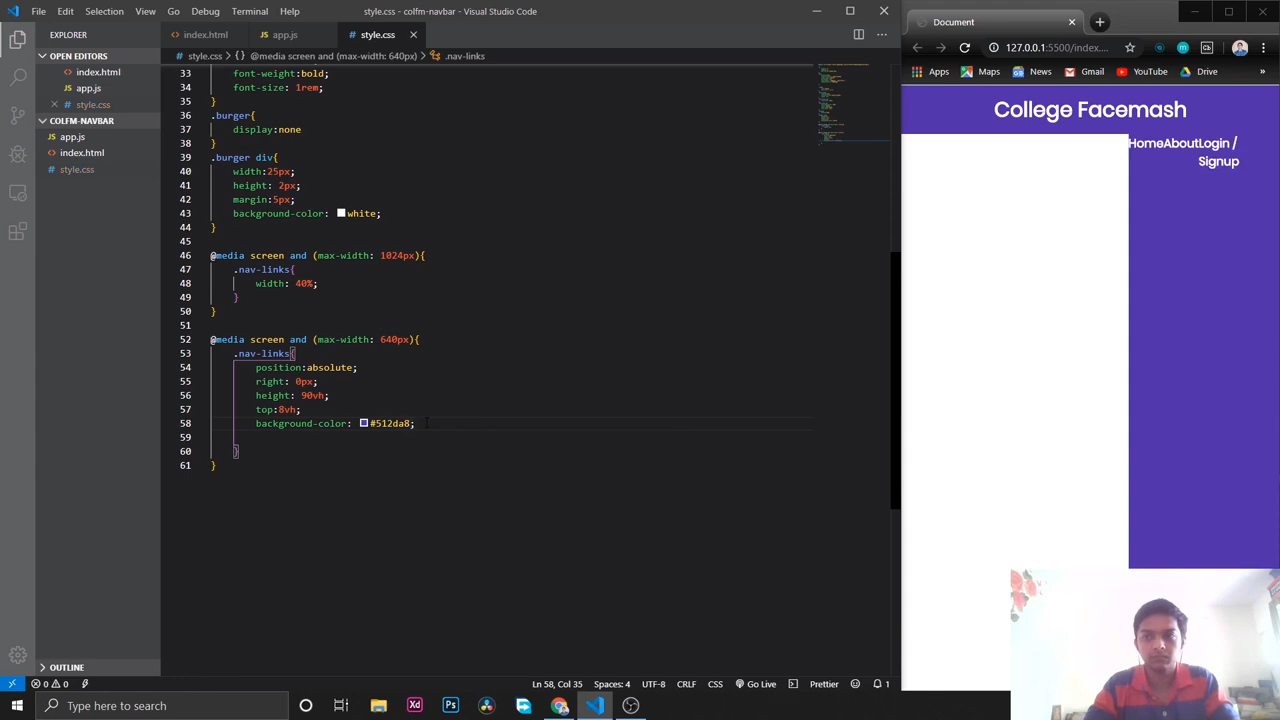 File Edit Selection View Go Debug Terminal Help
style.css - colfm-navbar - Visual Studio Code
EXPLORER
OPEN EDITORS
index.html
app.js
style.css
COLFM-NAVBAR
app.js
index.html
style.css
OUTLINE
index.html
app.js
style.css
style.css > {} @media screen and (max-width: 640px) > .nav-links
33 font-weight:bold;
34 font-size: 1rem;
35 }
36 .burger{
37 display:none
38 }
39 .burger div{
40 width:25px;
41 height: 2px;
42 margin:5px;
43 background-color: white;
44 }
45
46 @media screen and (max-width: 1024px){
47 .nav-links{
48 width: 40%;
49 }
50 }
51
52 @media screen and (max-width: 640px){
53 .nav-links{
54 position:absolute;
55 right: 0px;
56 height: 90vh;
57 top:8vh;
58 background-color: #512da8;
59
60 }
61 }
0 0
Ln 58, Col 35 Spaces: 4 UTF-8 CRLF CSS Go Live Prettier 1
Document
127.0.0.1:5500/index....
Apps Maps News Gmail YouTube Drive »
College Facemash
HomeAboutLogin /
Signup
Type here to search
Xd Ps